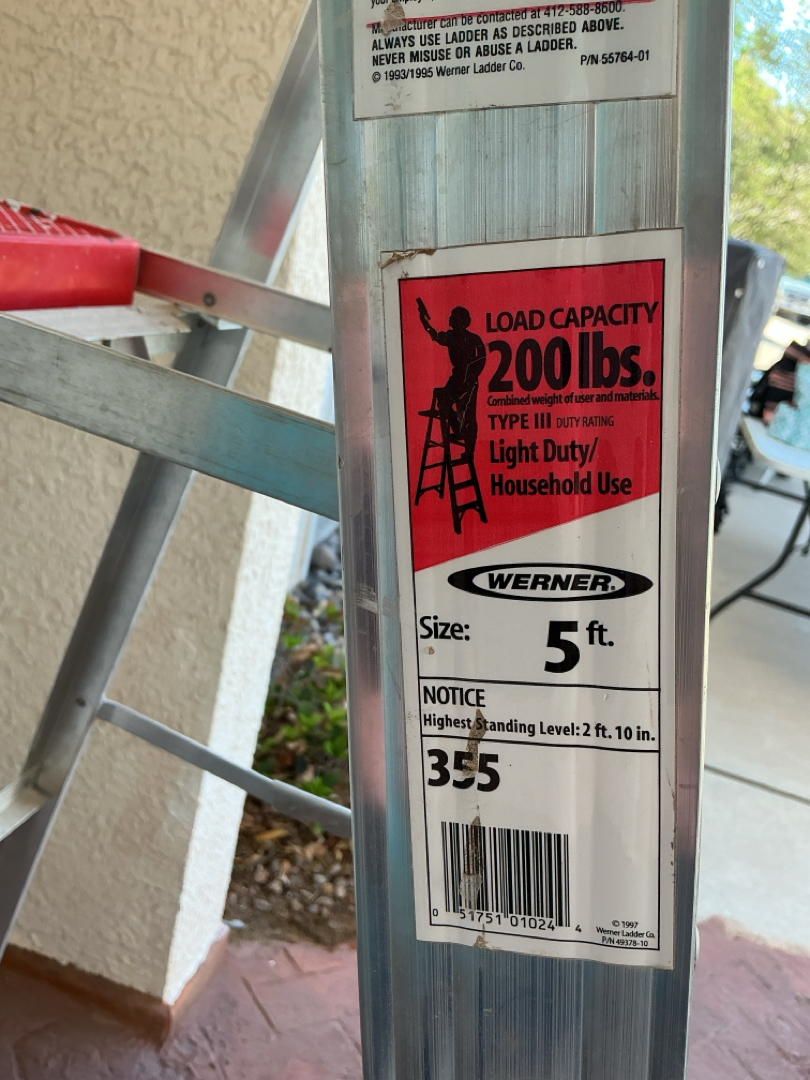 Manufacturer can be contacted at 412-588-8600.
ALWAYS USE LADDER AS DESCRIBED ABOVE.
NEVER MISUSE OR ABUSE A LADDER.
© 1993/1995 Werner Ladder Co. P/N 55764-01
LOAD CAPACITY
200 lbs.
Combined weight of user and materials.
TYPE III DUTY RATING
Light Duty/
Household Use
WERNER®
Size: 5 ft.
NOTICE
Highest Standing Level: 2 ft. 10 in.
355
0 51751 01024 4
© 1997
Werner Ladder Co.
P/N 49378-10